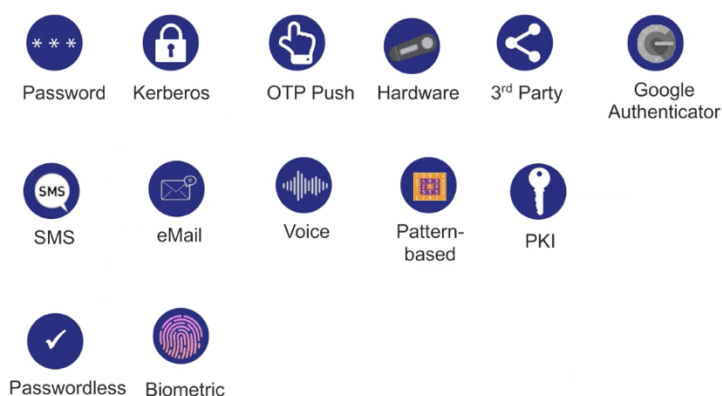 * * *
Password
Kerberos
OTP Push
Hardware
3rd Party
Google
Authenticator
SMS
SMS
eMail
Voice
Pattern-
based
PKI
Passwordless
Biometric